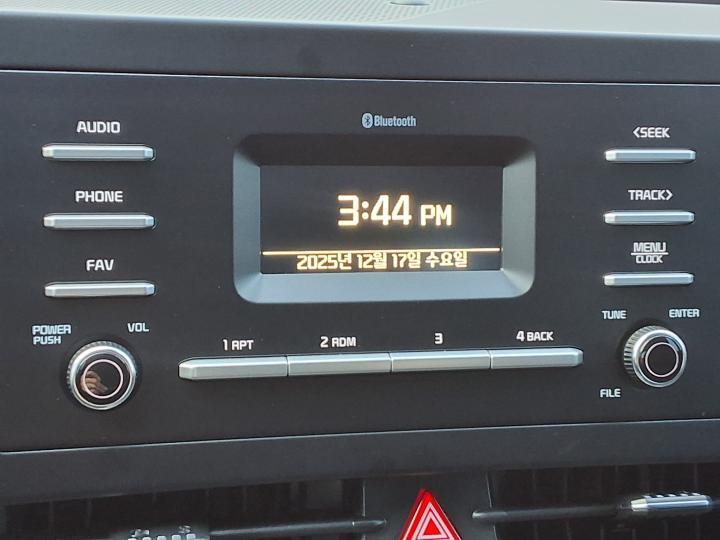 Bluetooth
AUDIO
<SEEK
PHONE
3:44 PM
TRACK>
FAV
2025년 12월 17일 수요일
MENU
CLOCK
POWER
PUSH
VOL
1 RPT
2 RDM
3
4 BACK
TUNE
ENTER
FILE